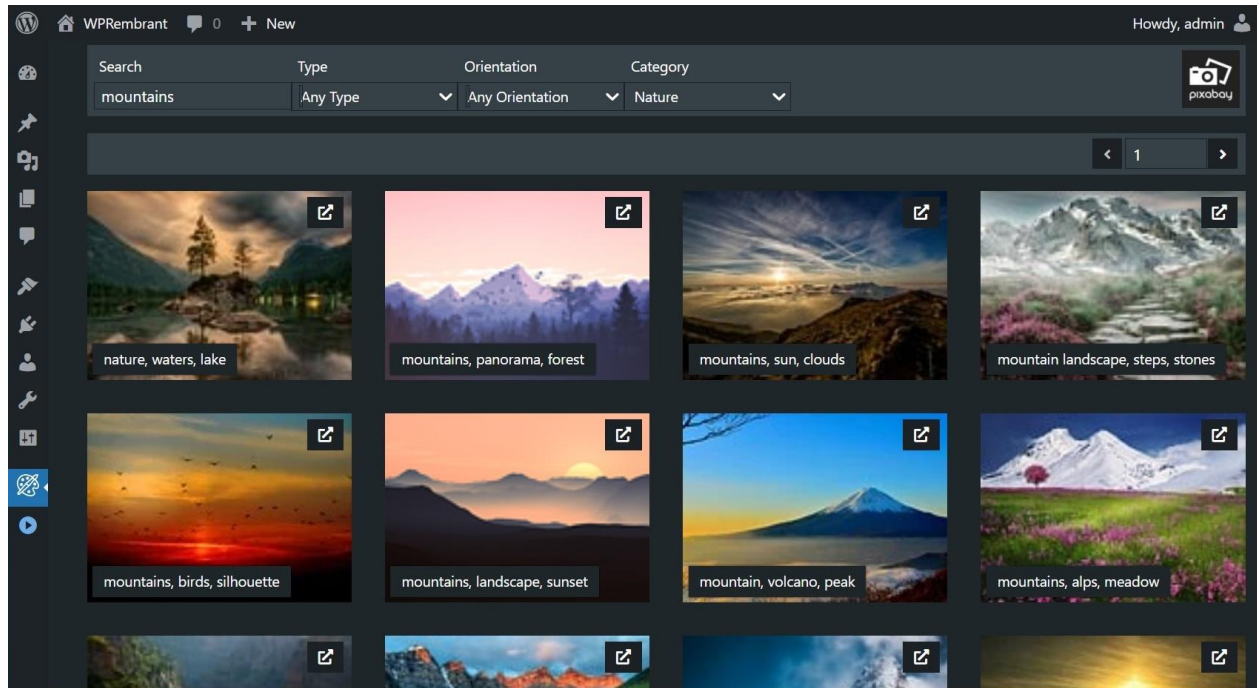 WPRembrant 0 New Howdy, admin
Search Type Orientation Category
mountains Any Type Any Orientation Nature
pixabay
1
nature, waters, lake
mountains, panorama, forest
mountains, sun, clouds
mountain landscape, steps, stones
mountains, birds, silhouette
mountains, landscape, sunset
mountain, volcano, peak
mountains, alps, meadow